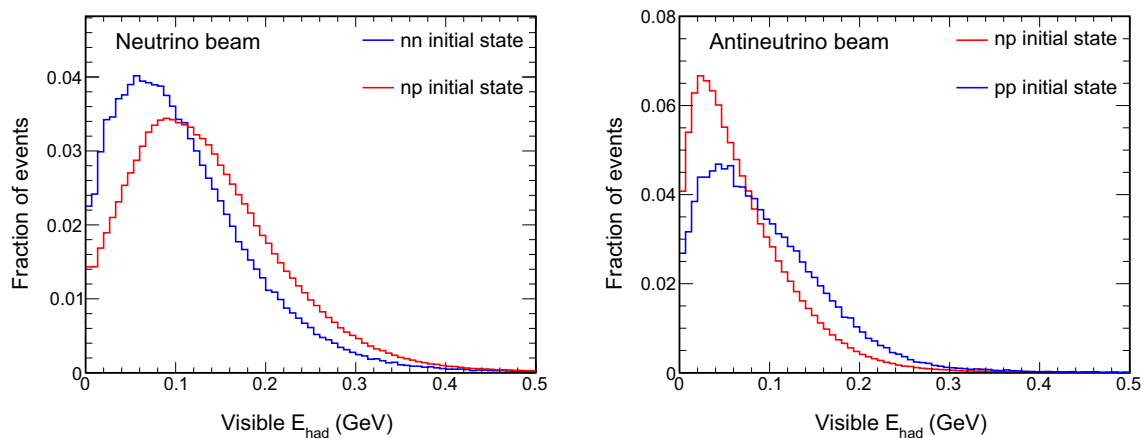 Neutrino beam
nn initial state
np initial state
0.04
0.03
0.02
0.01
0
Fraction of events
0 0.1 0.2 0.3 0.4 0.5
Visible E_had (GeV)
Antineutrino beam
np initial state
pp initial state
0.08
0.06
0.04
0.02
0
Fraction of events
0 0.1 0.2 0.3 0.4 0.5
Visible E_had (GeV)